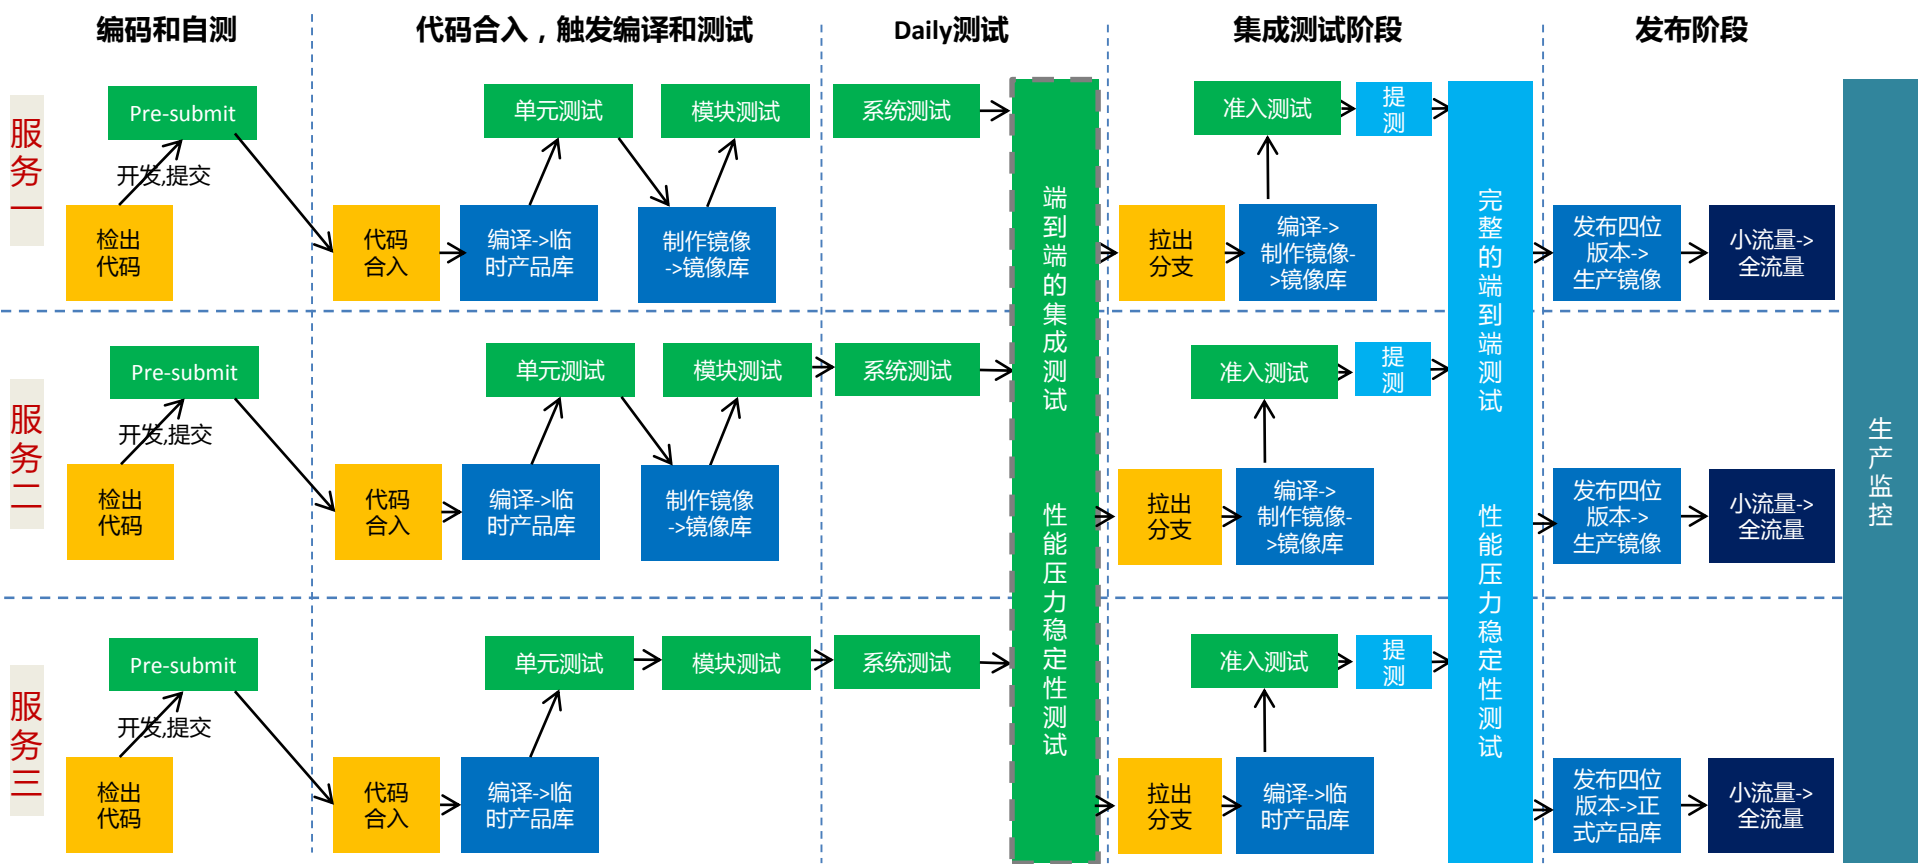 编码和自测
代码合入，触发编译和测试
Daily测试
集成测试阶段
发布阶段
服
务
一
Pre-submit
开发,提交
检出
代码
代码
合入
编译->临
时产品库
单元测试
制作镜像
->镜像库
模块测试
系统测试
拉出
分支
编译->
制作镜像-
>镜像库
准入测试
提
测
发布四位
版本->
生产镜像
小流量->
全流量
服
务
二
Pre-submit
开发,提交
检出
代码
代码
合入
编译->临
时产品库
单元测试
制作镜像
->镜像库
模块测试
系统测试
拉出
分支
编译->
制作镜像-
>镜像库
准入测试
提
测
发布四位
版本->
生产镜像
小流量->
全流量
服
务
三
Pre-submit
开发,提交
检出
代码
代码
合入
编译->临
时产品库
单元测试
模块测试
系统测试
拉出
分支
编译->临
时产品库
准入测试
提
测
发布四位
版本->正
式产品库
小流量->
全流量
端到端的集成测试
性能压力稳定性测试
完整的端到端测试
性能压力稳定性测试
生产监控